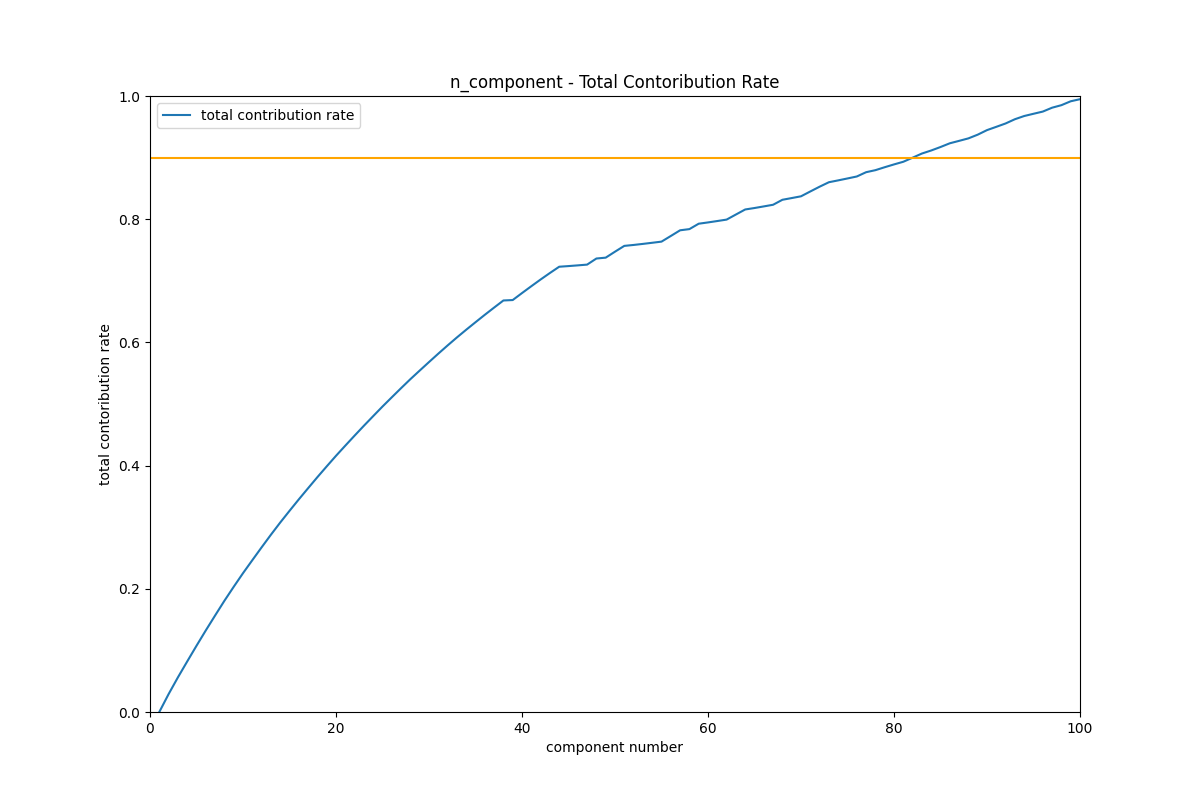 n_component - Total Contoribution Rate
total contribution rate
1.0
0.8
0.6
0.4
0.2
0.0
total contoribution rate
0 20 40 60 80 100
component number